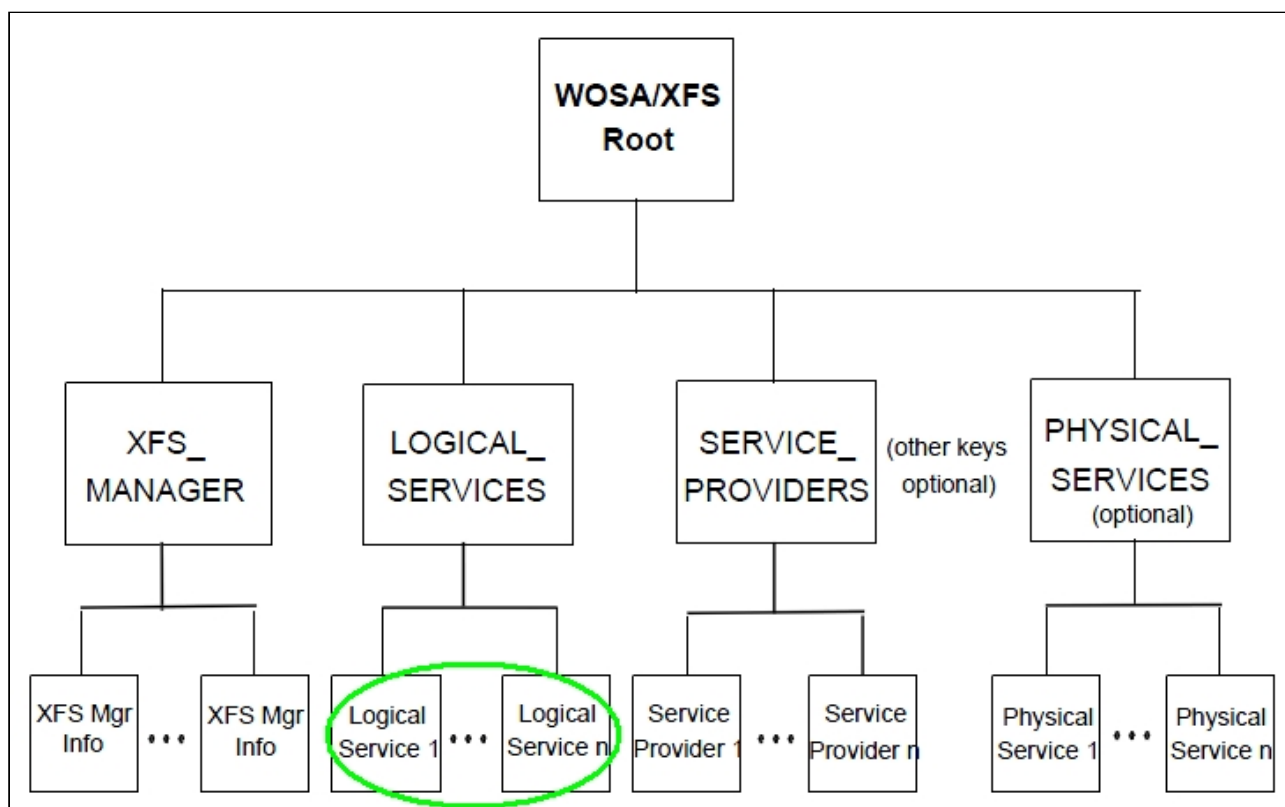 WOSA/XFS
Root
XFS_
MANAGER
LOGICAL_
SERVICES
SERVICE_
PROVIDERS
(other keys
optional)
PHYSICAL_
SERVICES
(optional)
XFS Mgr
Info
...
XFS Mgr
Info
Logical
Service 1
...
Logical
Service n
Service
Provider 1
...
Service
Provider n
Physical
Service 1
...
Physical
Service n